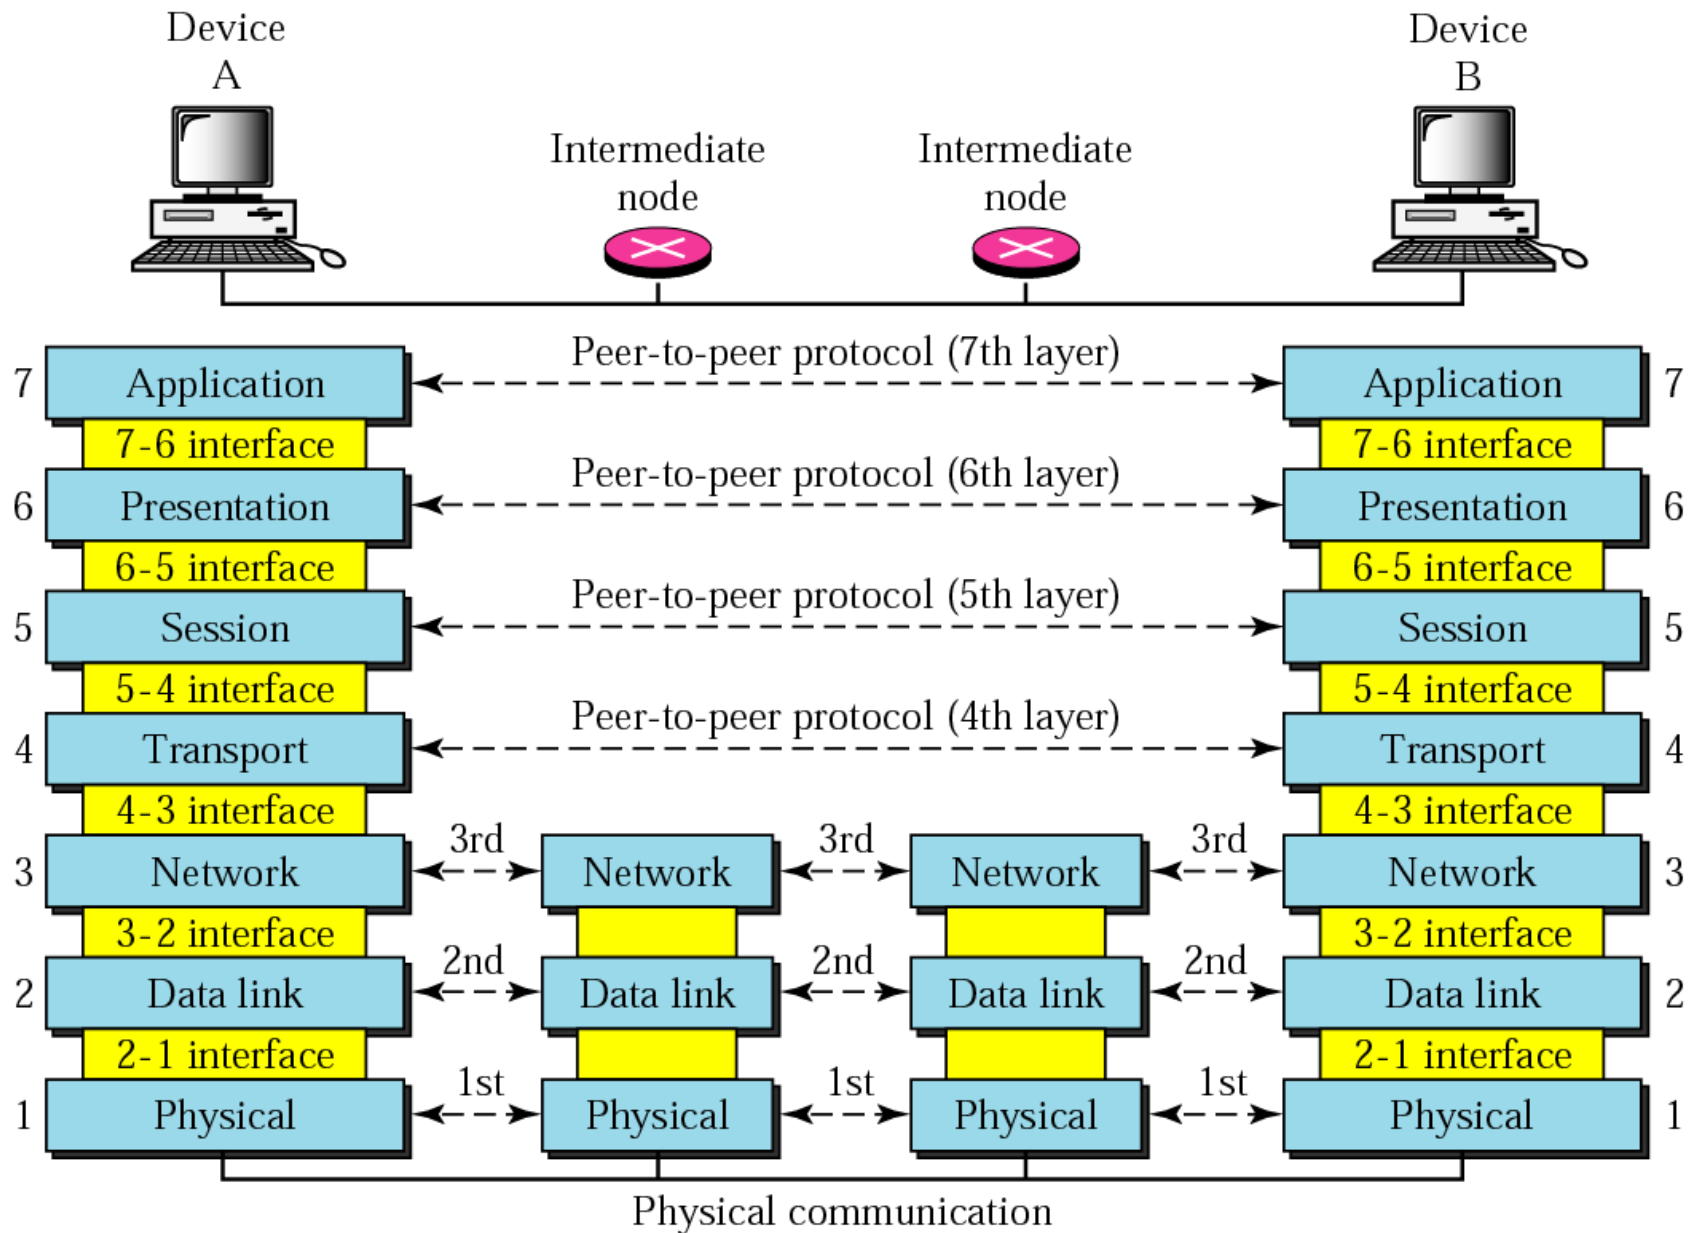 Device
A
Device
B
Intermediate
node
Intermediate
node
Peer-to-peer protocol (7th layer)
7 Application Application 7
7-6 interface 7-6 interface
Peer-to-peer protocol (6th layer)
6 Presentation Presentation 6
6-5 interface 6-5 interface
Peer-to-peer protocol (5th layer)
5 Session Session 5
5-4 interface 5-4 interface
Peer-to-peer protocol (4th layer)
4 Transport Transport 4
4-3 interface 4-3 interface
3rd 3rd 3rd
3 Network Network Network Network 3
3-2 interface 3-2 interface
2nd 2nd 2nd
2 Data link Data link Data link Data link 2
2-1 interface 2-1 interface
1st 1st 1st
1 Physical Physical Physical Physical 1
Physical communication